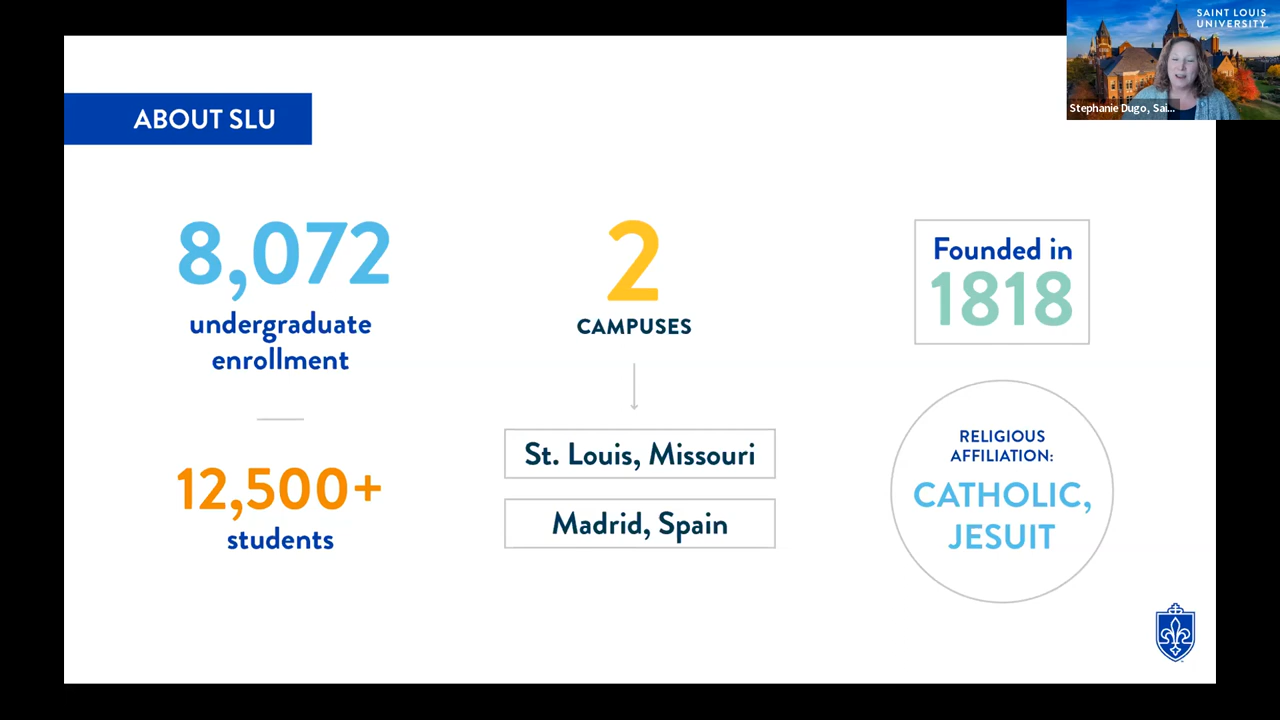 SAINT LOUIS
UNIVERSITY
Stephanie Dugo, Sai...
ABOUT SLU
8,072
undergraduate
enrollment
12,500+
students
2
CAMPUSES
St. Louis, Missouri
Madrid, Spain
Founded in
1818
RELIGIOUS
AFFILIATION:
CATHOLIC,
JESUIT